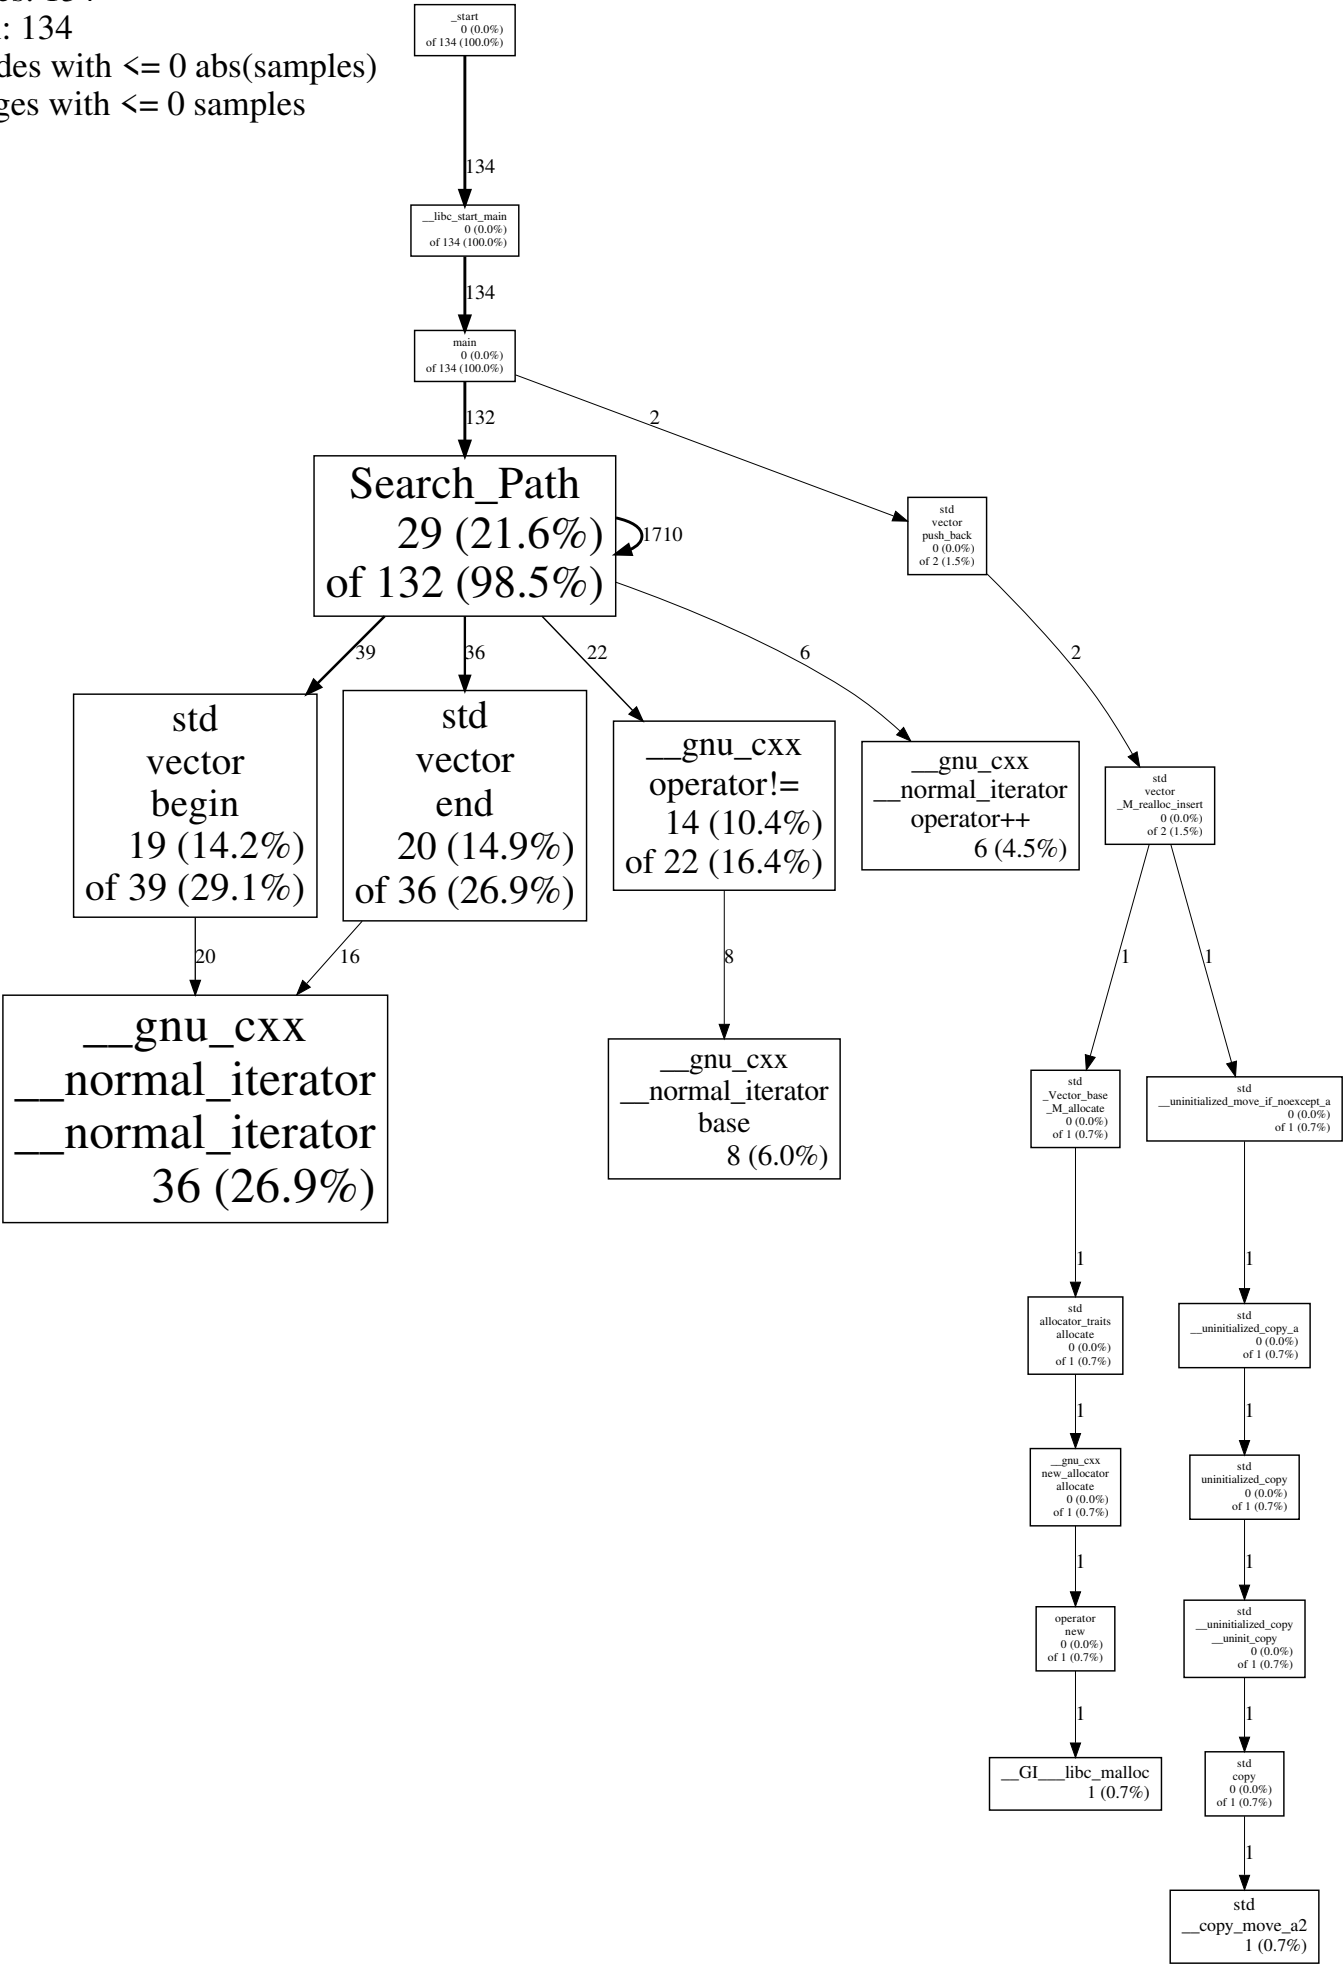 : 134
des with <= 0 abs(samples)
ges with <= 0 samples
_start
0 (0.0%)
of 134 (100.0%)
134
__libc_start_main
0 (0.0%)
of 134 (100.0%)
134
main
0 (0.0%)
of 134 (100.0%)
132
2
Search_Path
29 (21.6%)
of 132 (98.5%)
1710
std
vector
push_back
0 (0.0%)
of 2 (1.5%)
39
36
22
6
2
std
vector
begin
19 (14.2%)
of 39 (29.1%)
std
vector
end
20 (14.9%)
of 36 (26.9%)
__gnu_cxx
operator!=
14 (10.4%)
of 22 (16.4%)
__gnu_cxx
__normal_iterator
operator++
6 (4.5%)
std
vector
_M_realloc_insert
0 (0.0%)
of 2 (1.5%)
20
16
8
1
1
__gnu_cxx
__normal_iterator
__normal_iterator
36 (26.9%)
__gnu_cxx
__normal_iterator
base
8 (6.0%)
std
_Vector_base
_M_allocate
0 (0.0%)
of 1 (0.7%)
std
__uninitialized_move_if_noexcept_a
0 (0.0%)
of 1 (0.7%)
1
1
std
allocator_traits
allocate
0 (0.0%)
of 1 (0.7%)
std
__uninitialized_copy_a
0 (0.0%)
of 1 (0.7%)
1
1
__gnu_cxx
new_allocator
allocate
0 (0.0%)
of 1 (0.7%)
std
uninitialized_copy
0 (0.0%)
of 1 (0.7%)
1
1
operator
new
0 (0.0%)
of 1 (0.7%)
std
__uninitialized_copy
__uninit_copy
0 (0.0%)
of 1 (0.7%)
1
1
__GI___libc_malloc
1 (0.7%)
std
copy
0 (0.0%)
of 1 (0.7%)
1
std
__copy_move_a2
1 (0.7%)